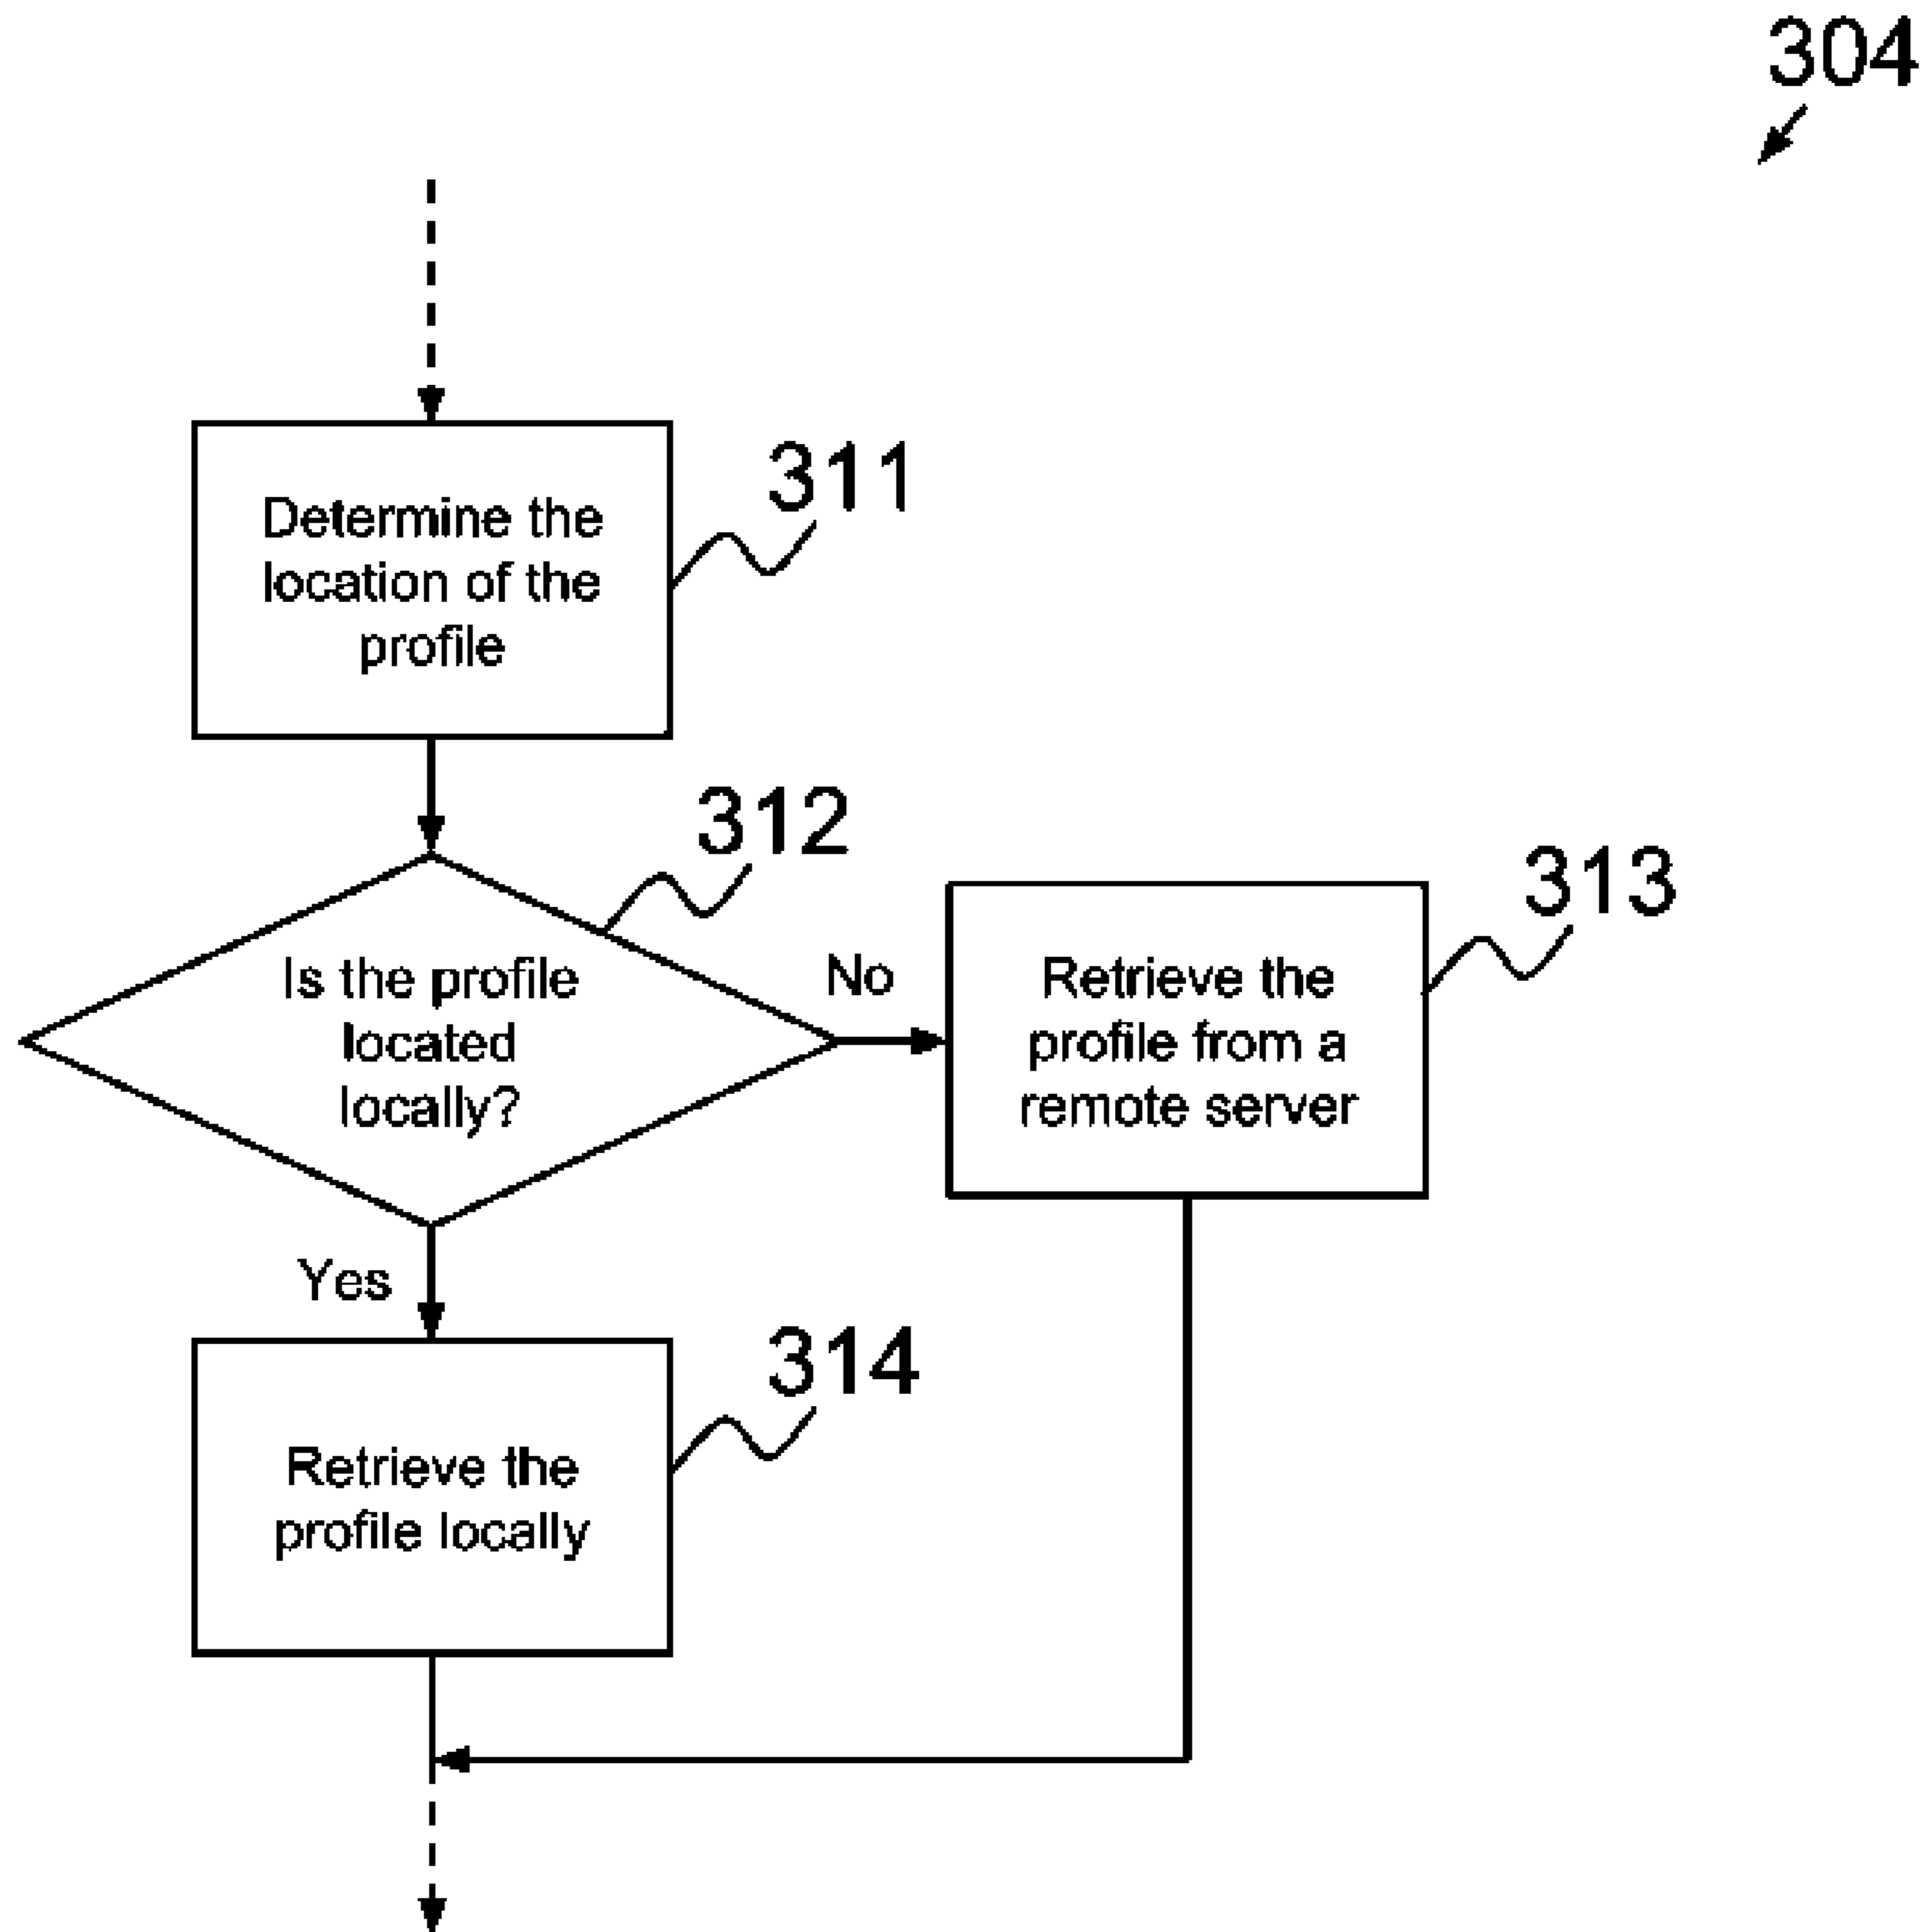 304
311
Determine the
location of the
profile
312
Is the profile
located
locally?
No
313
Retrieve the
profile from a
remote server
Yes
314
Retrieve the
profile locally